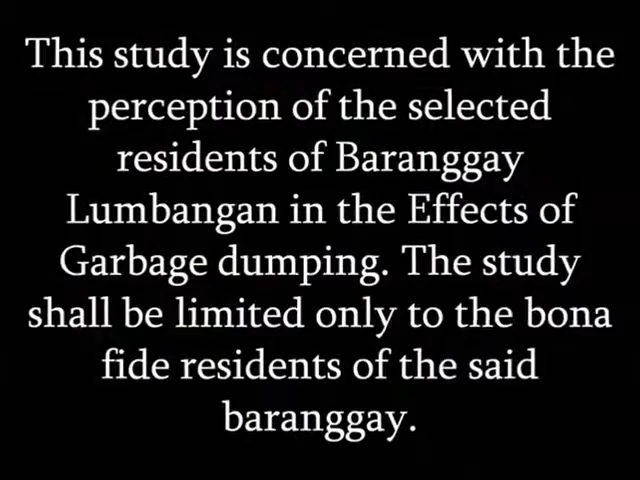 This study is concerned with the
perception of the selected
residents of Baranggay
Lumbangan in the Effects of
Garbage dumping. The study
shall be limited only to the bona
fide residents of the said
baranggay.